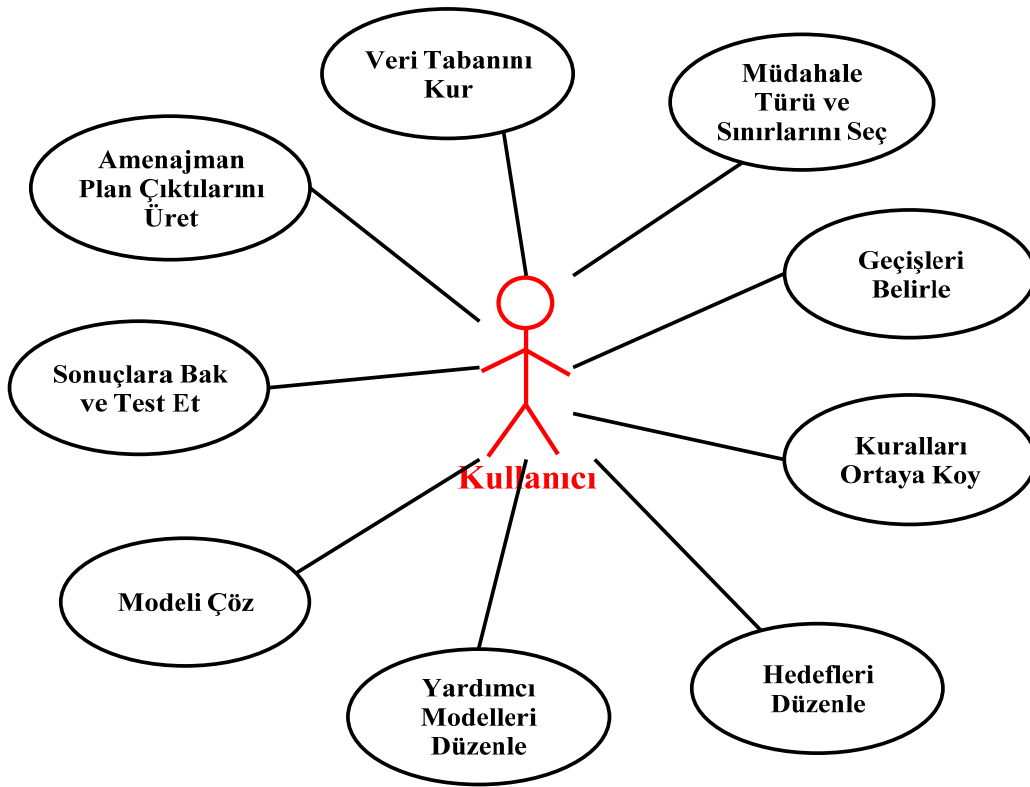 Veri Tabanını
Kur
Müdahale
Türü ve
Sınırlarını Seç
Amenajman
Plan Çıktılarını
Üret
Geçişleri
Belirle
Sonuçlara Bak
ve Test Et
Kuralları
Ortaya Koy
Kullanıcı
Modeli Çöz
Yardımcı
Modelleri
Düzenle
Hedefleri
Düzenle